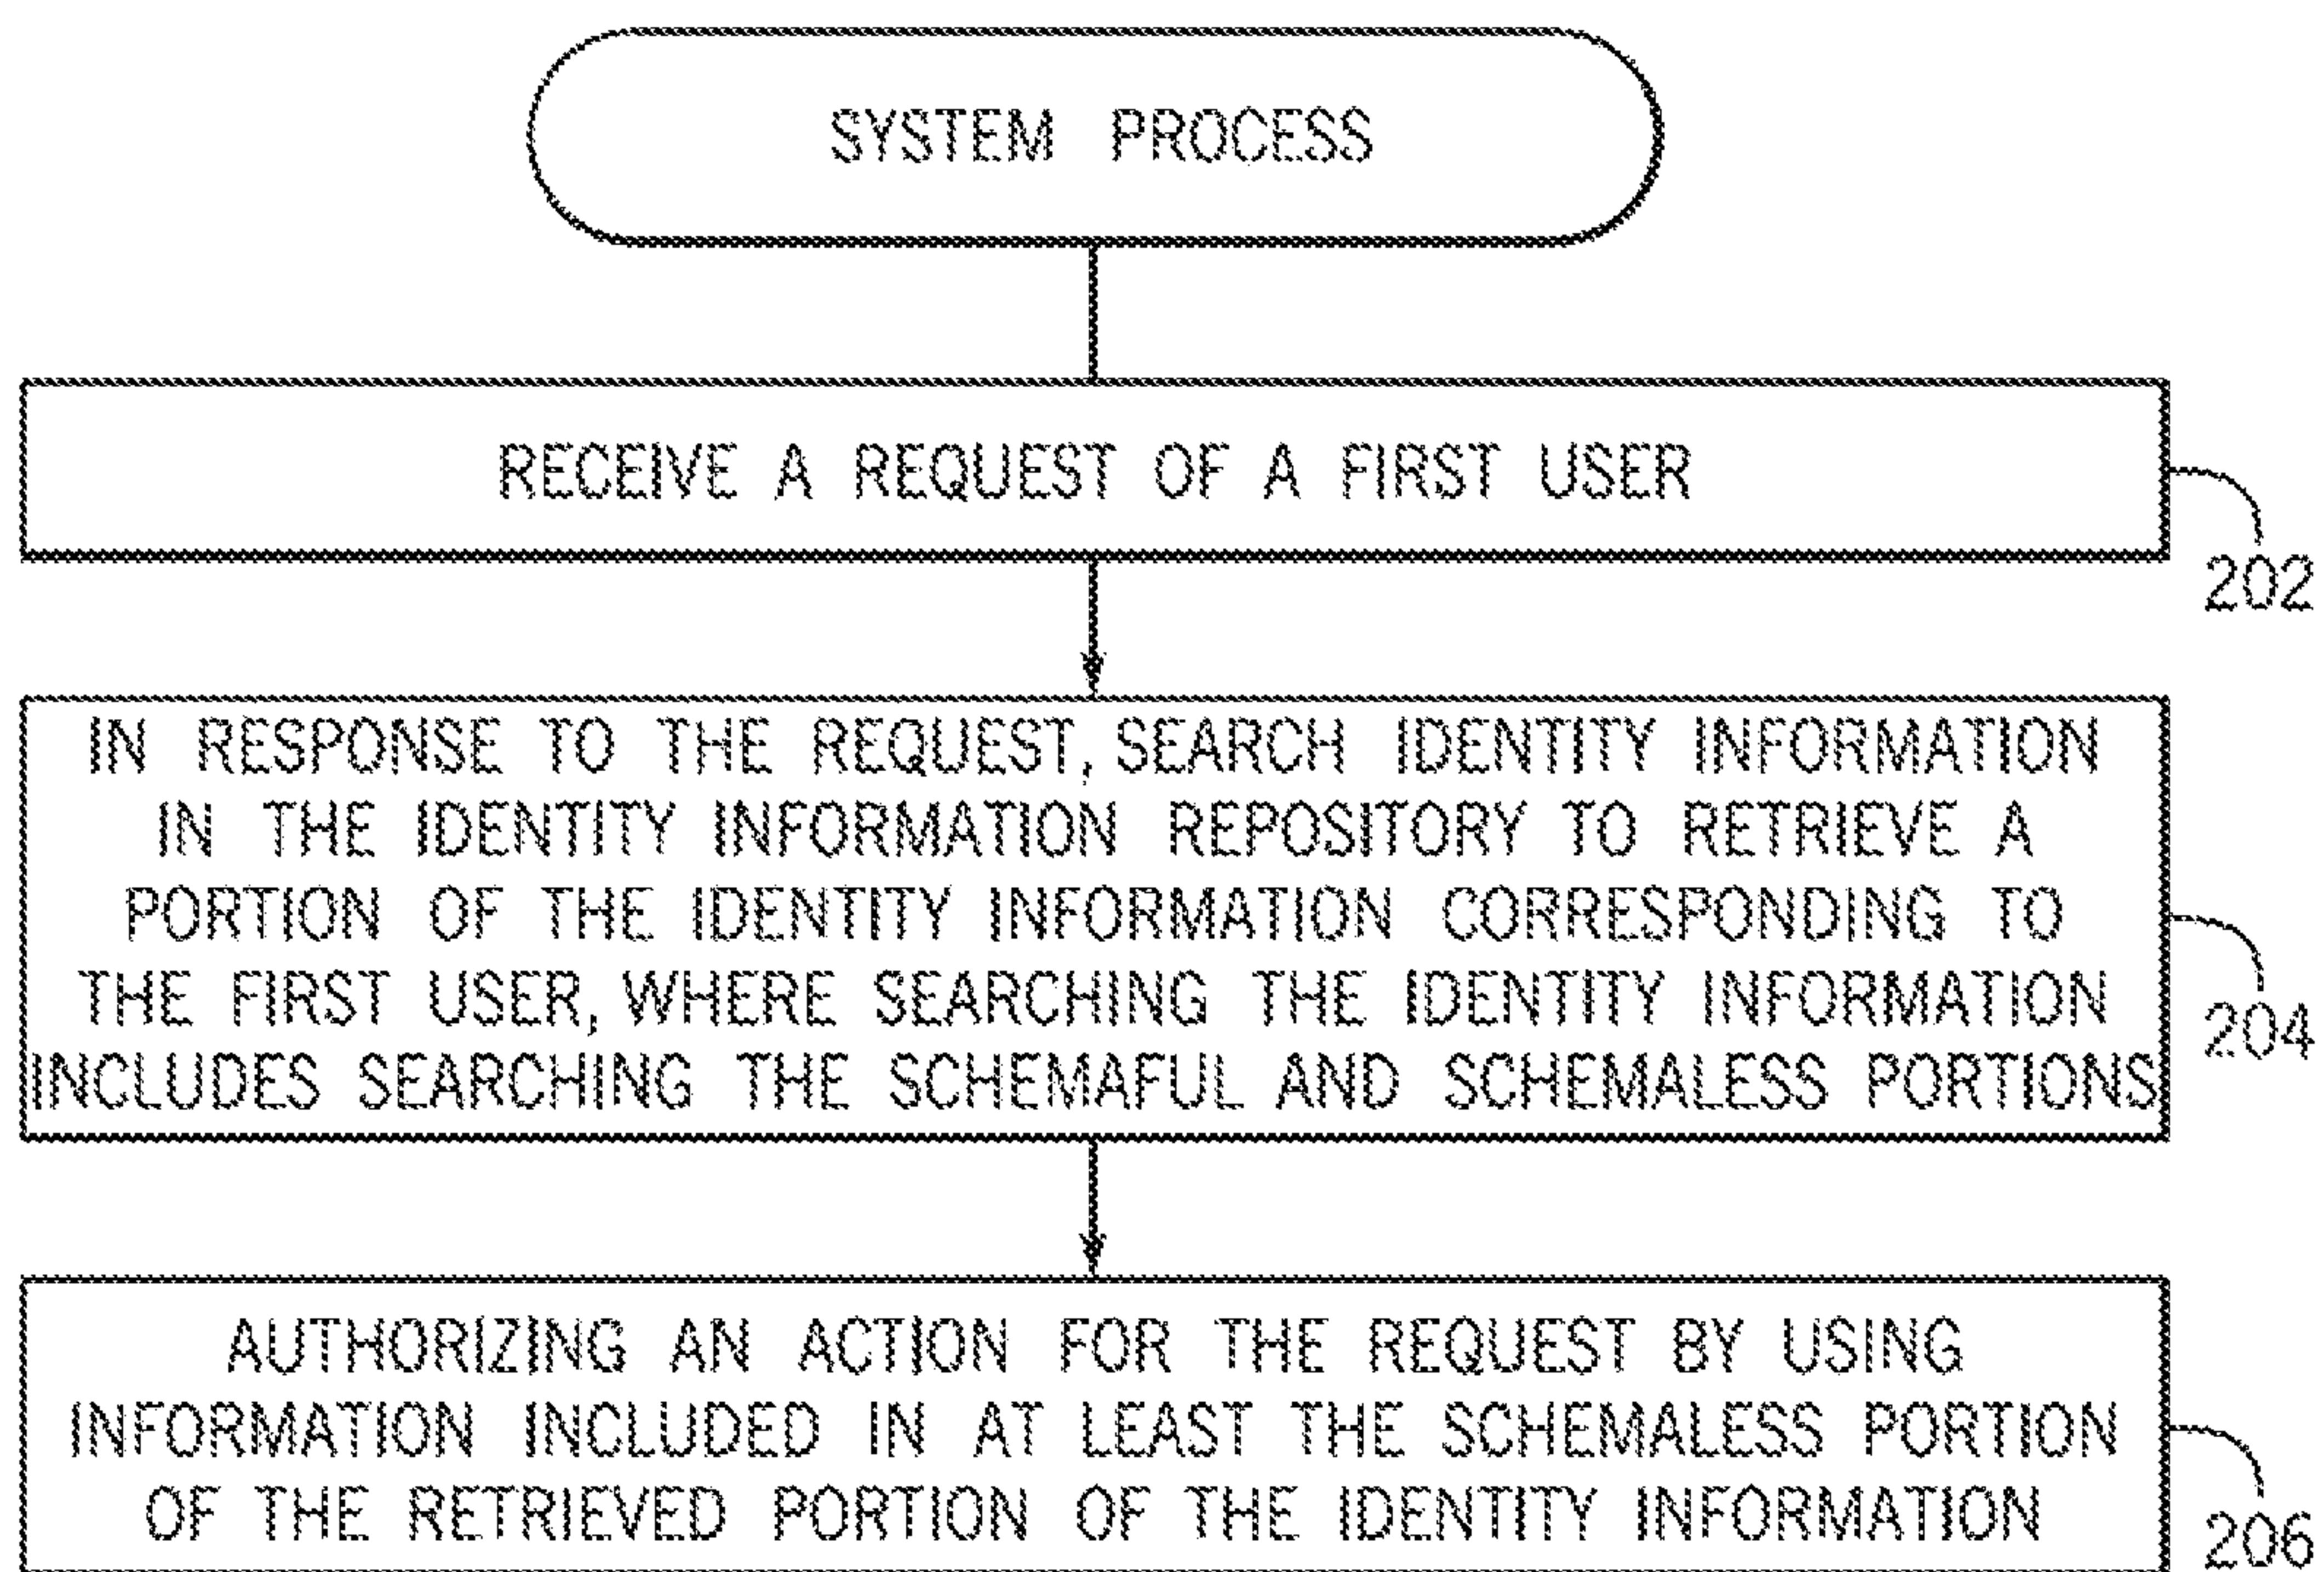 SYSTEM PROCESS
RECEIVE A REQUEST OF A FIRST USER
202
IN RESPONSE TO THE REQUEST, SEARCH IDENTITY INFORMATION
IN THE IDENTITY INFORMATION REPOSITORY TO RETRIEVE A
PORTION OF THE IDENTITY INFORMATION CORRESPONDING TO
THE FIRST USER, WHERE SEARCHING THE IDENTITY INFORMATION
INCLUDES SEARCHING THE SCHEMAFUL AND SCHEMALESS PORTIONS
204
AUTHORIZING AN ACTION FOR THE REQUEST BY USING
INFORMATION INCLUDED IN AT LEAST THE SCHEMALESS PORTION
OF THE RETRIEVED PORTION OF THE IDENTITY INFORMATION
206